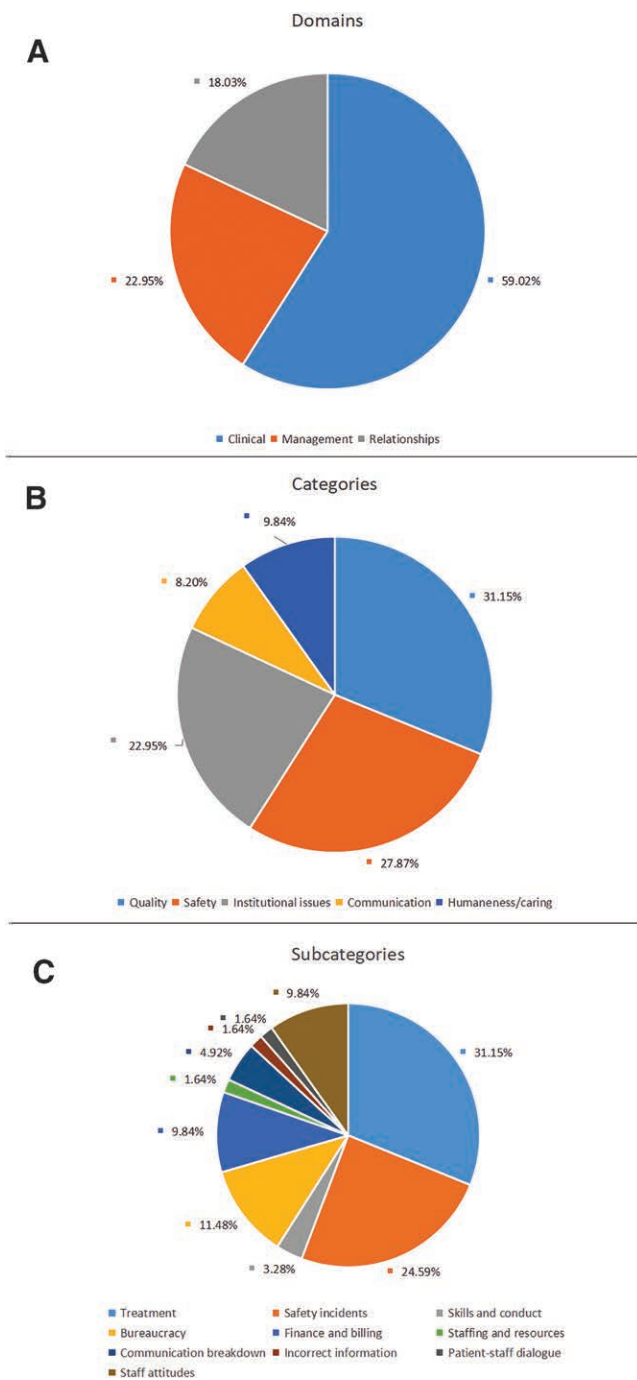 Domains
A
18.03%
22.95%
59.02%
Clinical Management Relationships
Categories
B
9.84%
8.20%
31.15%
22.95%
27.87%
Quality Safety Institutional issues Communication Humaneness/caring
Subcategories
C
9.84%
1.64%
1.64%
4.92%
31.15%
1.64%
9.84%
11.48%
3.28%
24.59%
Treatment Safety incidents Skills and conduct
Bureaucracy Finance and billing Staffing and resources
Communication breakdown Incorrect information Patient-staff dialogue
Staff attitudes